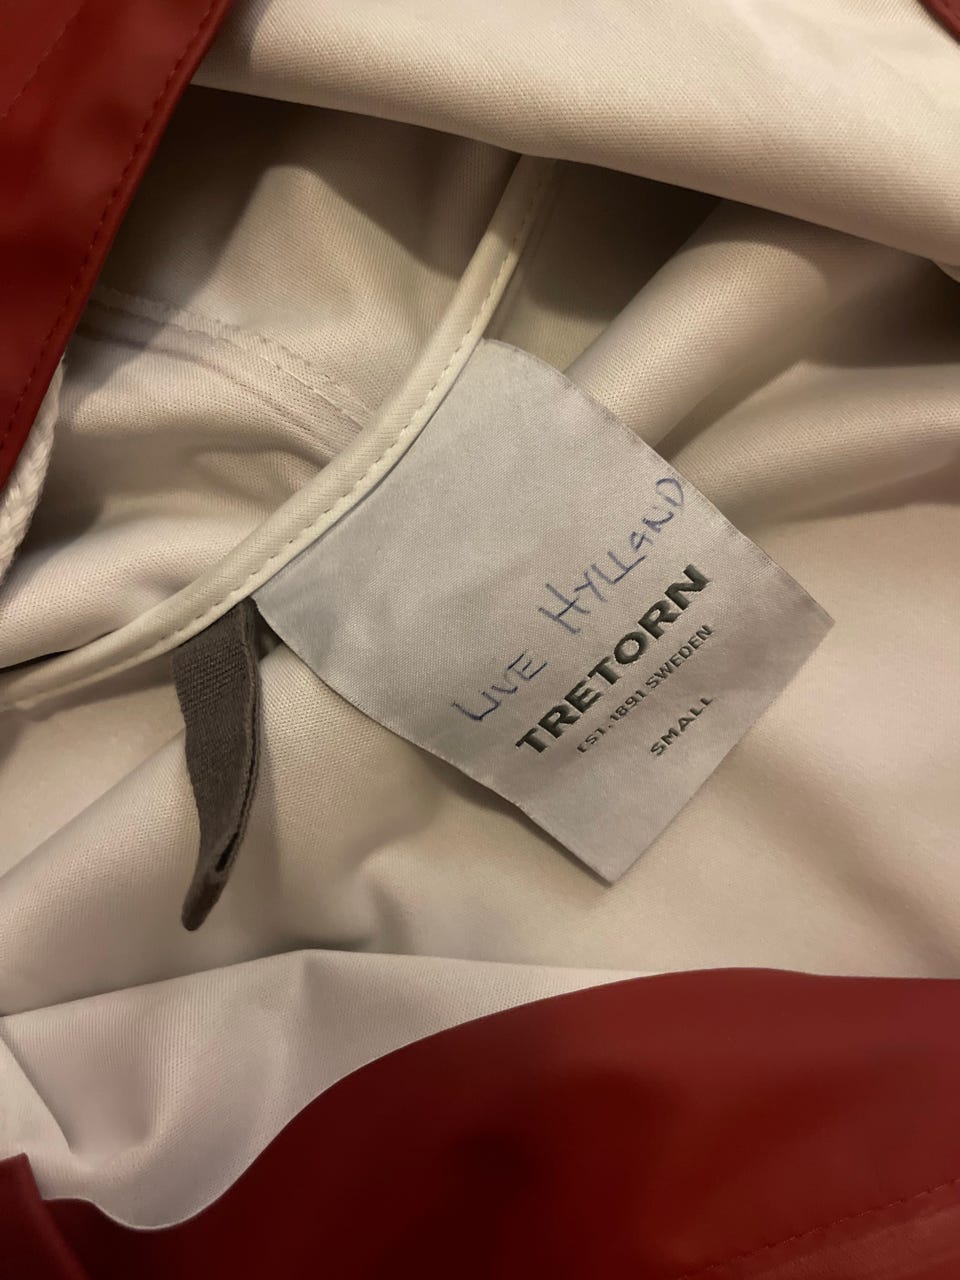 LIVE HYLLAND
TRETORN
EST. 1891 SWEDEN
SMALL